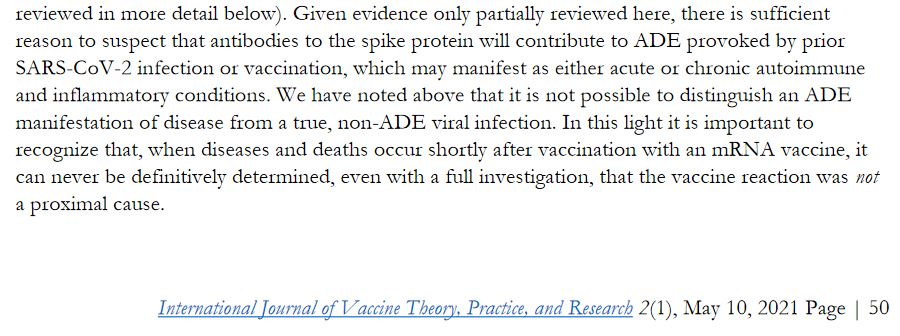 reviewed in more detail below). Given evidence only partially reviewed here, there is sufficient
reason to suspect that antibodies to the spike protein will contribute to ADE provoked by prior
SARS-CoV-2 infection or vaccination, which may manifest as either acute or chronic autoimmune
and inflammatory conditions. We have noted above that it is not possible to distinguish an ADE
manifestation of disease from a true, non-ADE viral infection. In this light it is important to
recognize that, when diseases and deaths occur shortly after vaccination with an mRNA vaccine, it
can never be definitively determined, even with a full investigation, that the vaccine reaction was not
a proximal cause.
International Journal of Vaccine Theory, Practice, and Research 2(1), May 10, 2021 Page | 50